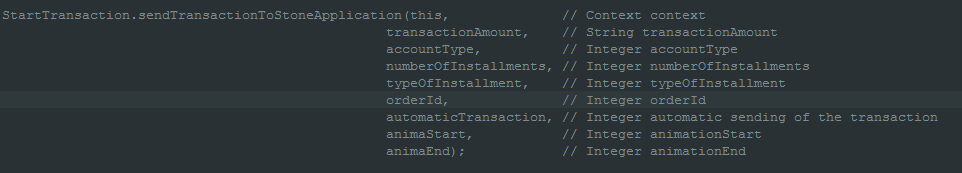 StartTransaction.sendTransactionToStoneApplication(this, // Context context
transactionAmount, // String transactionAmount
accountType, // Integer accountType
numberOfInstallments, // Integer numberOfInstallments
typeOfInstallment, // Integer typeOfInstallment
orderId, // Integer orderId
automaticTransaction, // Integer automatic sending of the transaction
animaStart, // Integer animationStart
animaEnd); // Integer animationEnd